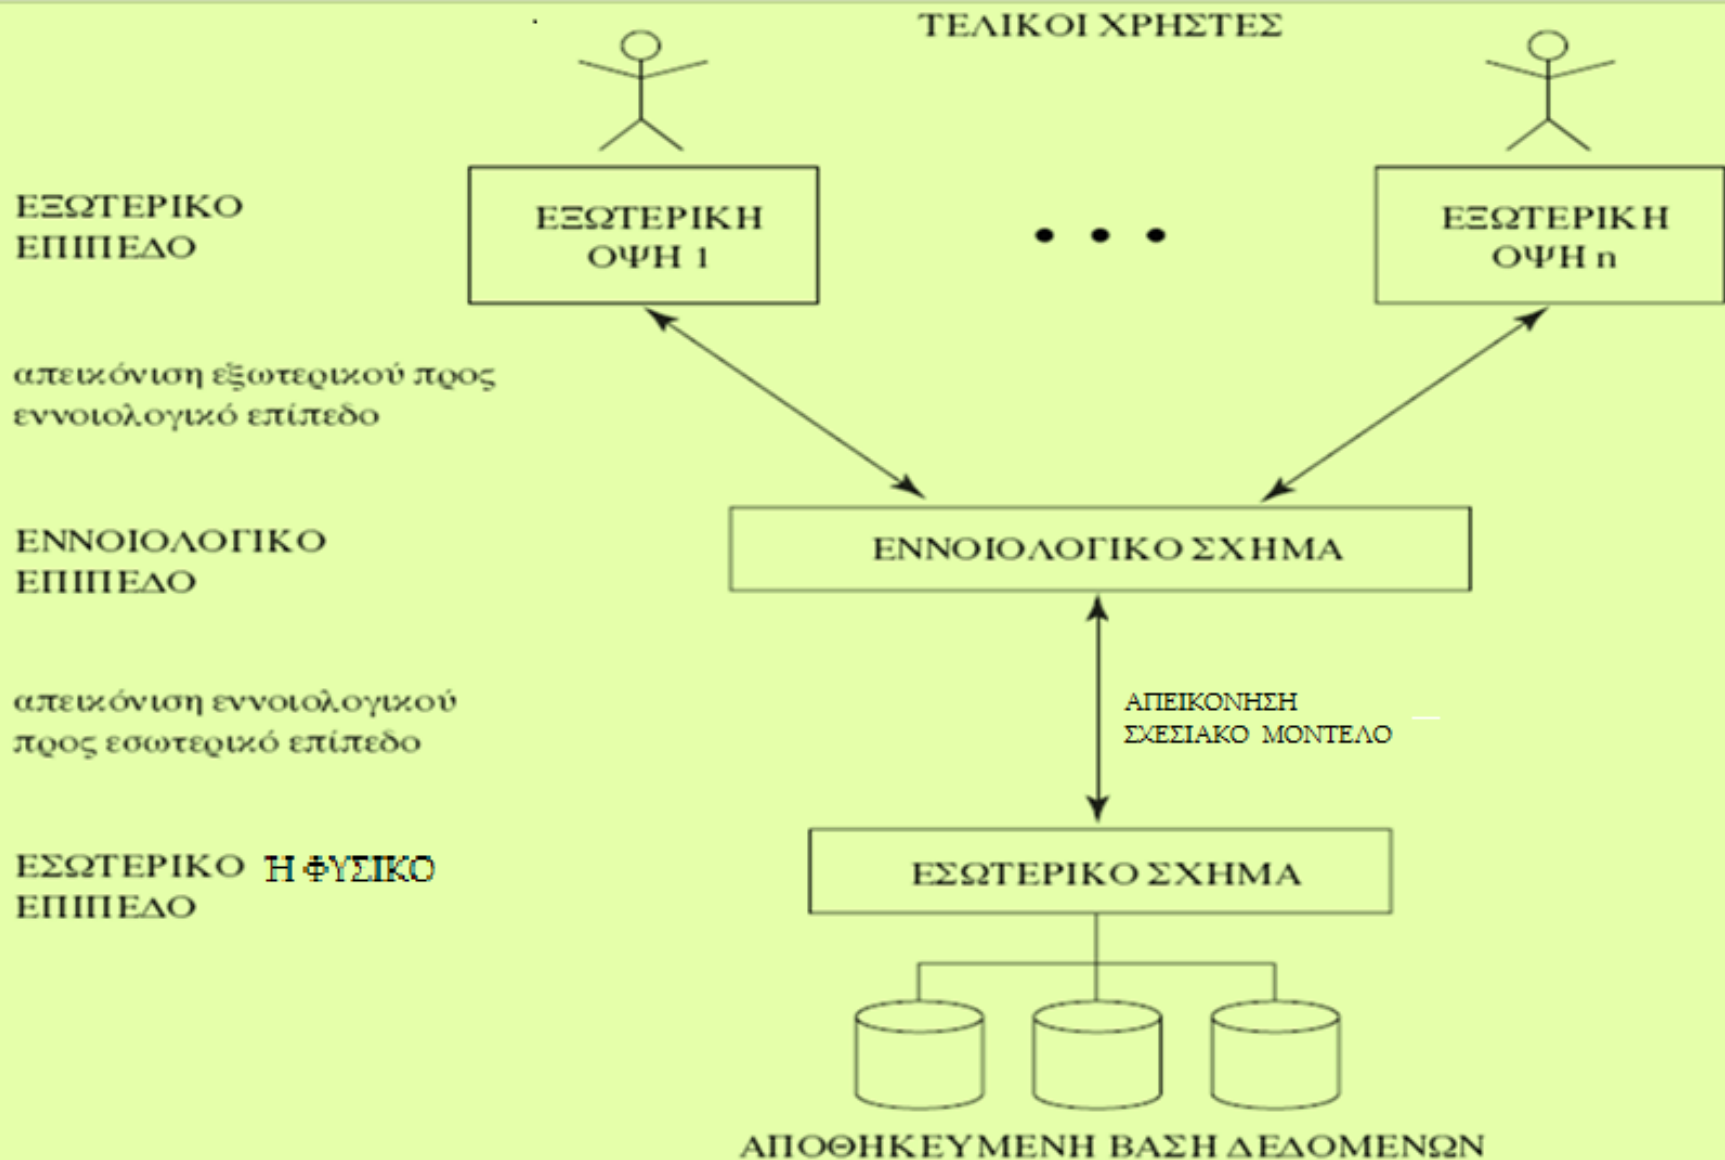 ΤΕΛΙΚΟΙ ΧΡΗΣΤΕΣ
ΕΞΩΤΕΡΙΚΟ
ΕΠΙΠΕΔΟ
ΕΞΩΤΕΡΙΚΗ
ΟΨΗ 1
ΕΞΩΤΕΡΙΚΗ
ΟΨΗ n
απεικόνιση εξωτερικού προς
εννοιολογικό επίπεδο
ΕΝΝΟΙΟΛΟΓΙΚΟ
ΕΠΙΠΕΔΟ
ΕΝΝΟΙΟΛΟΓΙΚΟ ΣΧΗΜΑ
απεικόνιση εννοιολογικού
προς εσωτερικό επίπεδο
ΑΠΕΙΚΟΝΗΣΗ
ΣΧΕΣΙΑΚΟ ΜΟΝΤΕΛΟ
ΕΣΩΤΕΡΙΚΟ Ή ΦΥΣΙΚΟ
ΕΠΙΠΕΔΟ
ΕΣΩΤΕΡΙΚΟ ΣΧΗΜΑ
ΑΠΟΘΗΚΕΥΜΕΝΗ ΒΑΣΗ ΔΕΔΟΜΕΝΩΝ